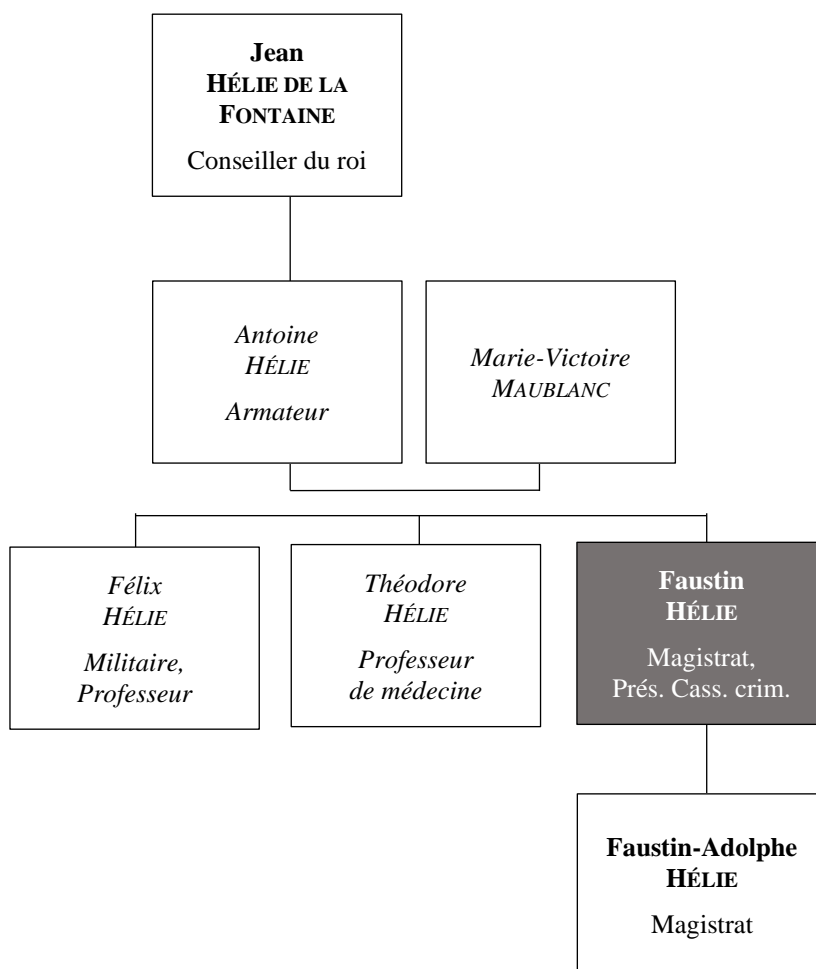 Jean
HÉLIE DE LA
FONTAINE
Conseiller du roi
Antoine
HÉLIE
Armateur
Marie-Victoire
MAUBLANC
Félix
HÉLIE
Militaire,
Professeur
Théodore
HÉLIE
Professeur
de médecine
Faustin
HÉLIE
Magistrat,
Prés. Cass. crim.
Faustin-Adolphe
HÉLIE
Magistrat